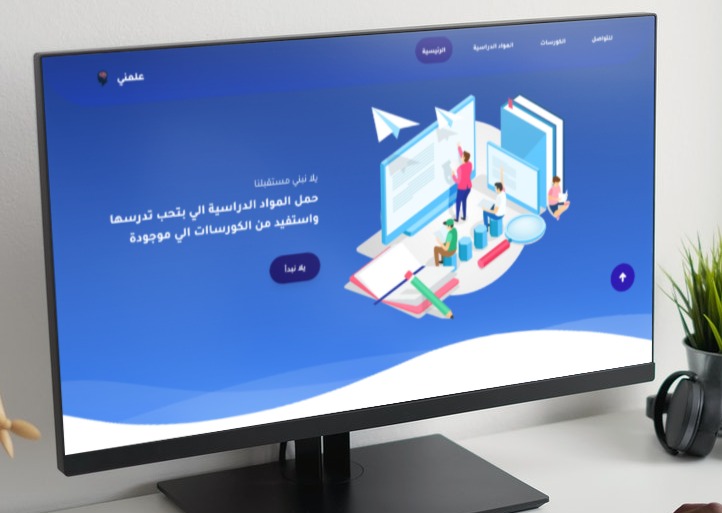 علمني
الرئيسية
المواد الدراسية
الكورسات
للتواصل
يلا نبني مستقبلنا
حمل المواد الدراسية الي بتحب تدرسها
واستفيد من الكورساات الي موجودة
يلا نبدأ